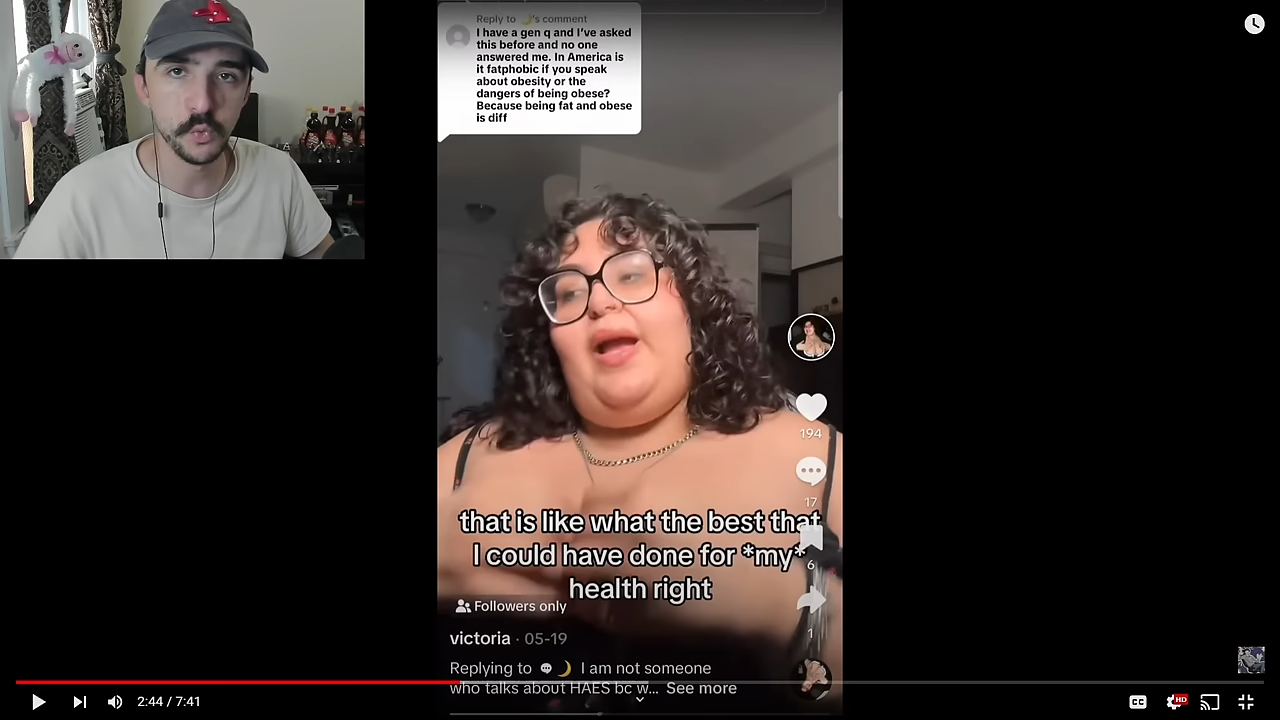 Reply to 🌙's comment
I have a gen q and I've asked
this before and no one
answered me. In America is
it fatphobic if you speak
about obesity or the
dangers of being obese?
Because being fat and obese
is diff
194
17
that is like what the best that
I could have done for *my*
health right
6
Followers only
1
victoria · 05-19
Replying to 💬🌙 I am not someone
who talks about HAES bc w... See more
2:44 / 7:41
CC
HD